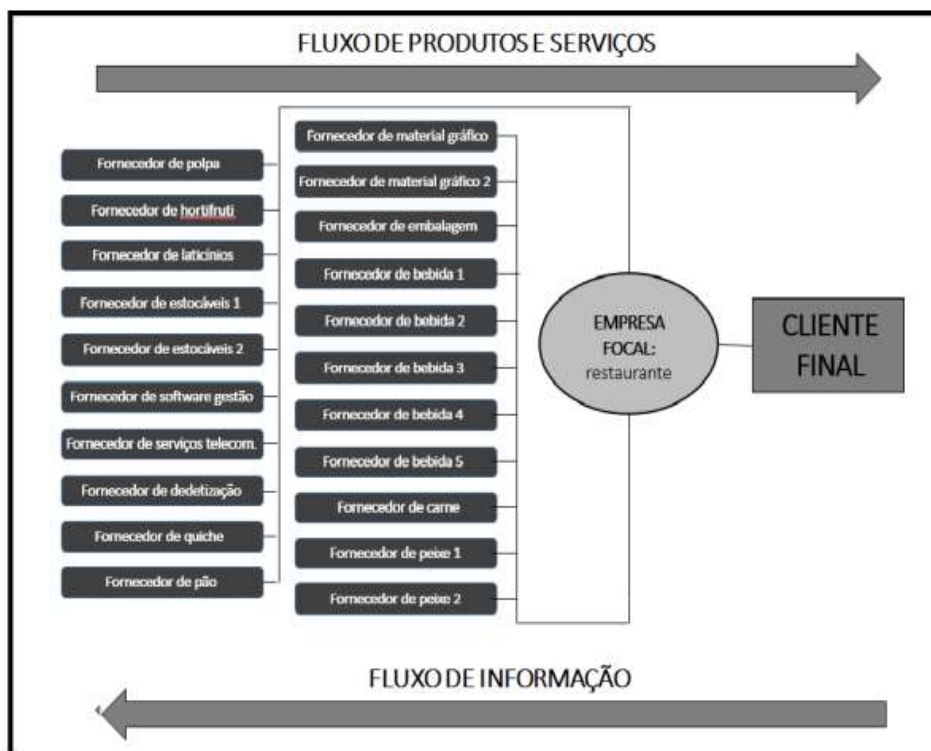 FLUXO DE PRODUTOS E SERVIÇOS
Fornecedor de polpa
Fornecedor de hortifruti
Fornecedor de laticínios
Fornecedor de estocáveis 1
Fornecedor de estocáveis 2
Fornecedor de software gestão
Fornecedor de serviços telecom.
Fornecedor de dedetização
Fornecedor de quiche
Fornecedor de pão
Fornecedor de material gráfico
Fornecedor de material gráfico 2
Fornecedor de embalagem
Fornecedor de bebida 1
Fornecedor de bebida 2
Fornecedor de bebida 3
Fornecedor de bebida 4
Fornecedor de bebida 5
Fornecedor de carne
Fornecedor de peixe 1
Fornecedor de peixe 2
EMPRESA
FOCAL:
restaurante
CLIENTE
FINAL
FLUXO DE INFORMAÇÃO